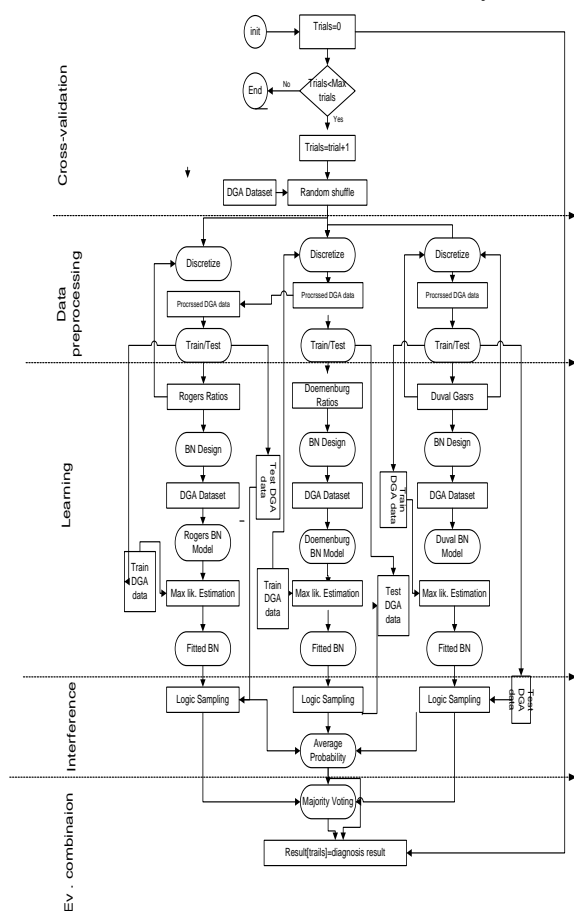 init
Trials=0
End
No
Trials<Max
trials
Yes
Trials=trial+1
DGA Dataset
Random shuffle
Cross-validation
Discretize
Discretize
Discretize
Procrssed DGA data
Procrssed DGA data
Procrssed DGA data
Data
preprocessing
Train/Test
Train/Test
Train/Test
Rogers Ratios
Doernenburg
Ratios
Duval Gasrs
BN Design
BN Design
BN Design
Test DGA
data
Train
DGA data
DGA Dataset
DGA Dataset
DGA Dataset
Learning
Rogers BN
Model
Doernenburg
BN Model
Duval BN
Model
Train
DGA
data
Max lik. Estimation
Train
DGA
data
Max lik. Estimation
Test
DGA
data
Max lik. Estimation
Fitted BN
Fitted BN
Fitted BN
Logic Sampling
Logic Sampling
Logic Sampling
Test
DGA
data
Interference
Average
Probability
Majority Voting
Result[trails]=diagnosis result
Ev . combinaion